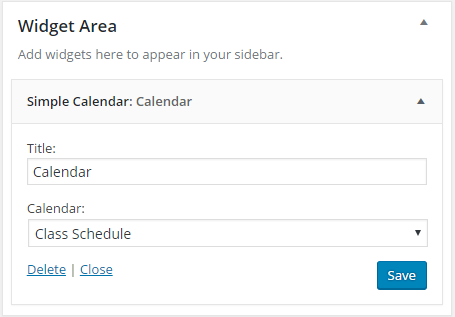 Widget Area
Add widgets here to appear in your sidebar.
Simple Calendar: Calendar
Title:
Calendar
Calendar:
Class Schedule
Delete | Close
Save